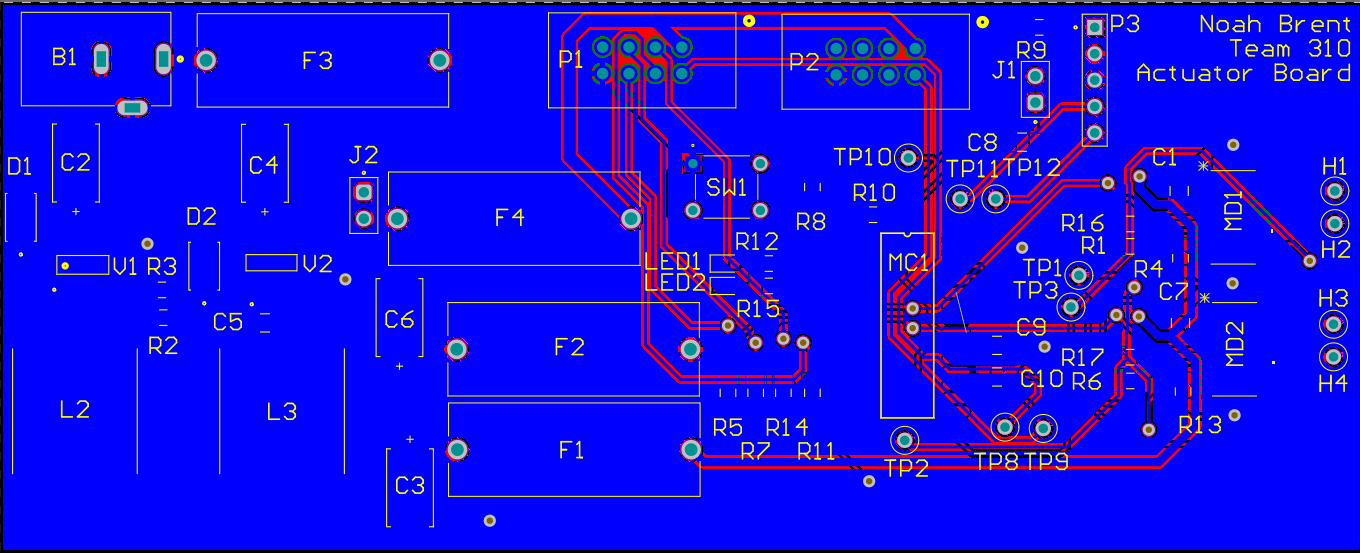 Noah Brent
Team 310
Actuator Board
B1
F3
P1
P2
R9
J1
P3
D1
C2
C4
J2
F4
SW1
TP10
C8
TP11
TP12
C1
H1
MD1
R10
R8
D2
R16
R1
H2
V1
R3
V2
LED1
LED2
R12
MC1
TP1
TP3
R4
C7
H3
C5
C6
R15
C9
R2
F2
R17
MD2
C10
R6
H4
L2
L3
F1
R5
R14
R7
R11
TP2
TP8
TP9
R13
C3